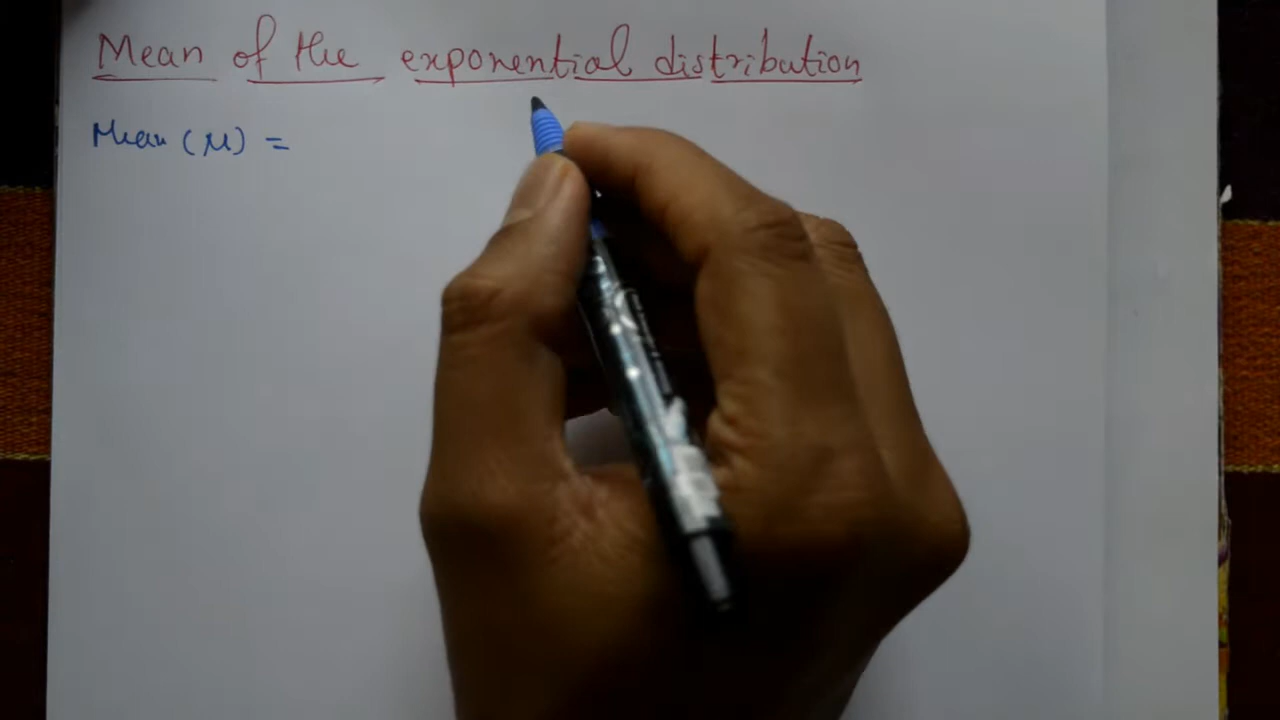 Mean of the exponential distribution
Mean (μ) =